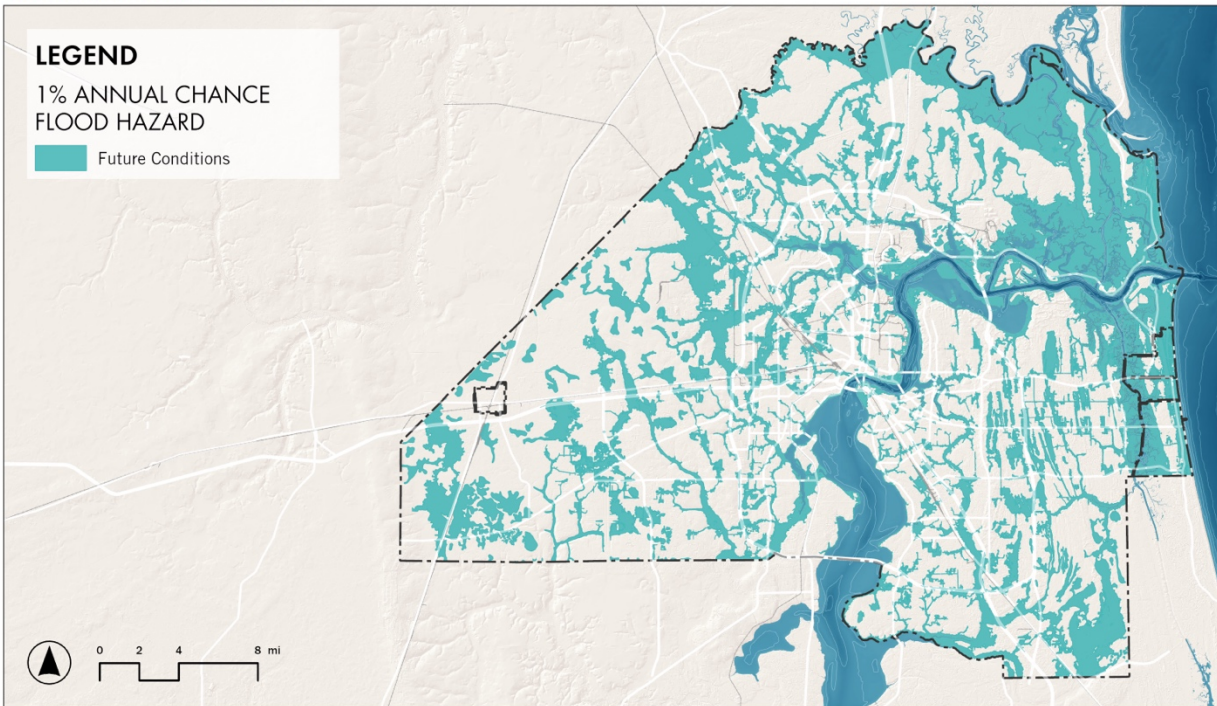 LEGEND
1% ANNUAL CHANCE
FLOOD HAZARD
Future Conditions
0 2 4 8 mi